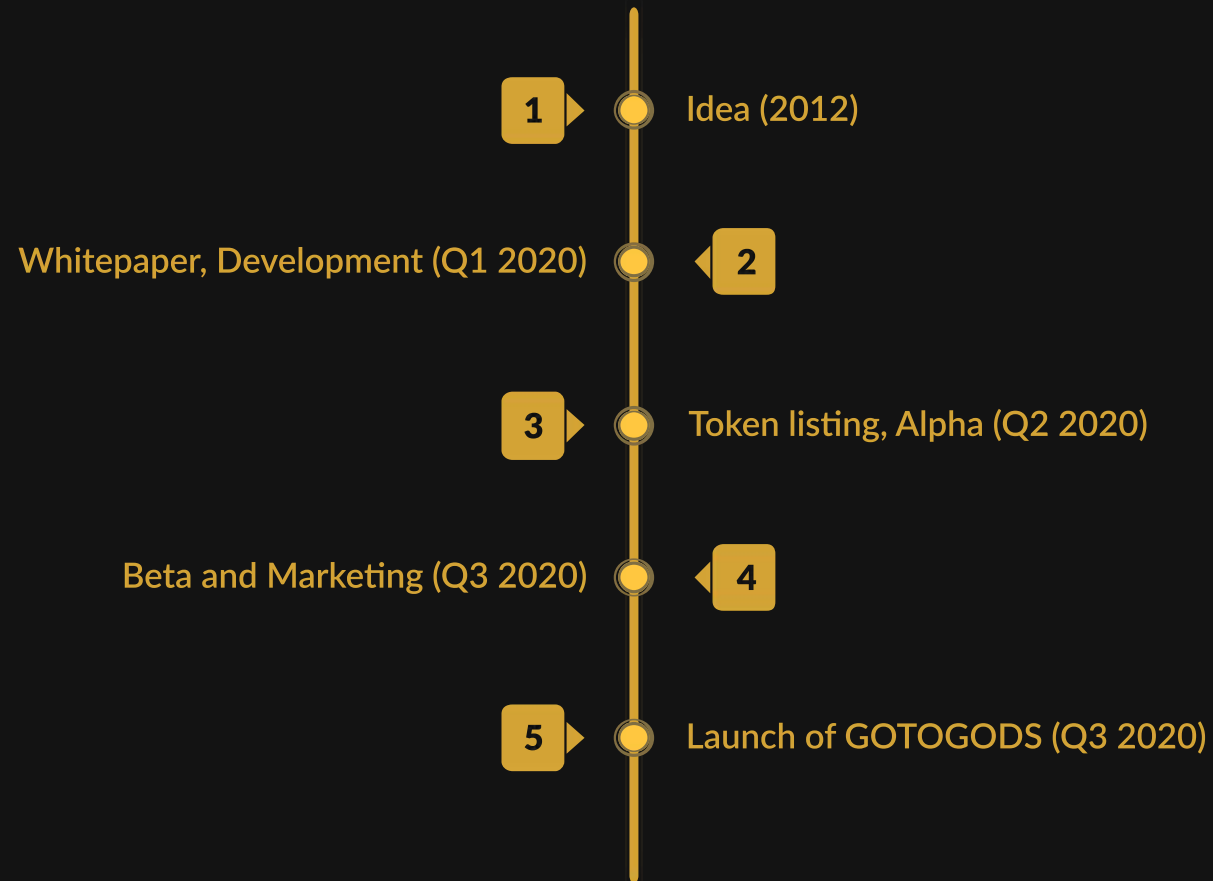 1
Idea (2012)
Whitepaper, Development (Q1 2020)
2
3
Token listing, Alpha (Q2 2020)
Beta and Marketing (Q3 2020)
4
5
Launch of GOTOGODS (Q3 2020)